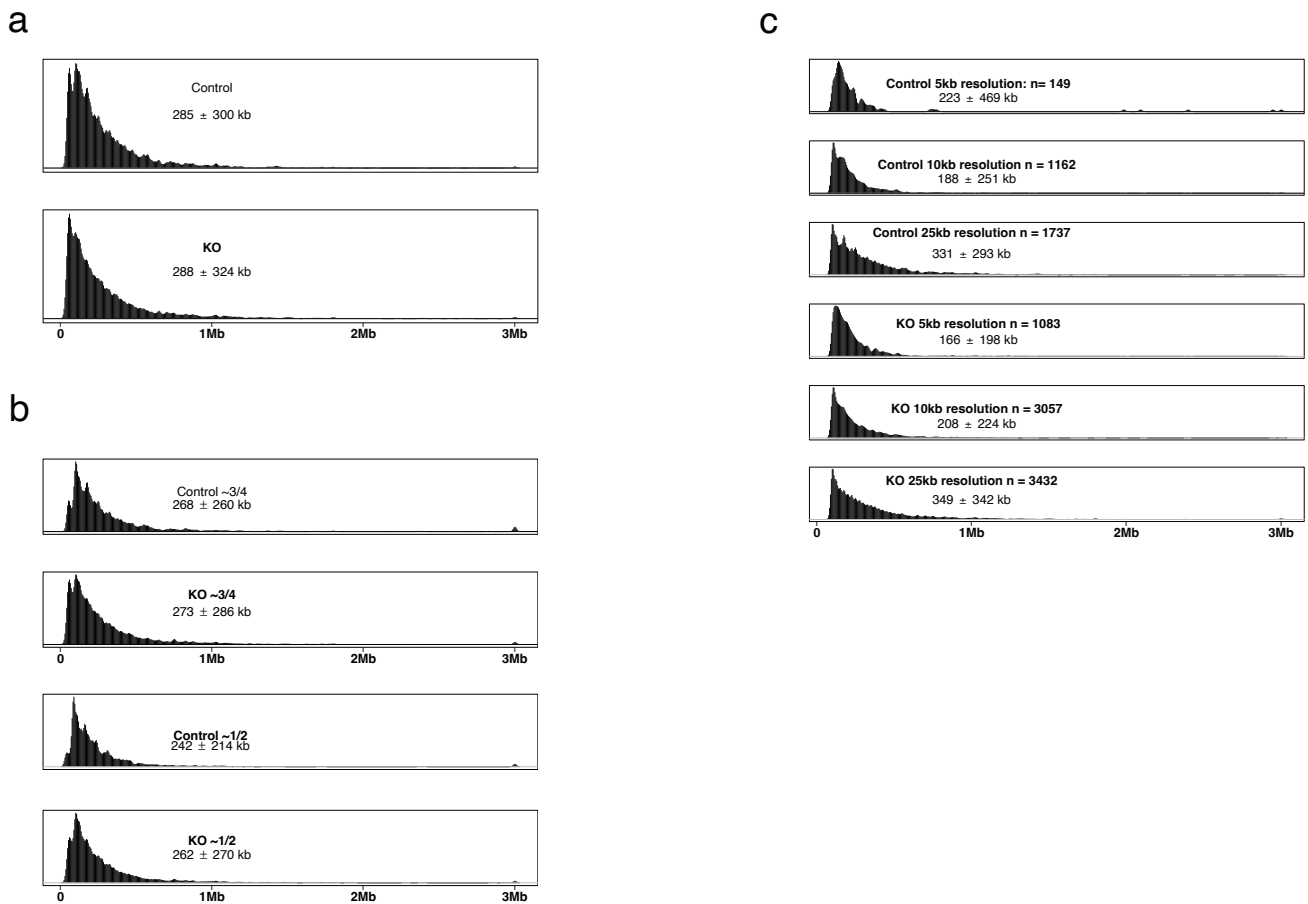 a
Control
285 ± 300 kb
KO
288 ± 324 kb
0 1Mb 2Mb 3Mb
b
Control ~3/4
268 ± 260 kb
KO ~3/4
273 ± 286 kb
0 1Mb 2Mb 3Mb
Control ~1/2
242 ± 214 kb
KO ~1/2
262 ± 270 kb
0 1Mb 2Mb 3Mb
c
Control 5kb resolution: n= 149
223 ± 469 kb
Control 10kb resolution n = 1162
188 ± 251 kb
Control 25kb resolution n = 1737
331 ± 293 kb
KO 5kb resolution n = 1083
166 ± 198 kb
KO 10kb resolution n = 3057
208 ± 224 kb
KO 25kb resolution n = 3432
349 ± 342 kb
0 1Mb 2Mb 3Mb